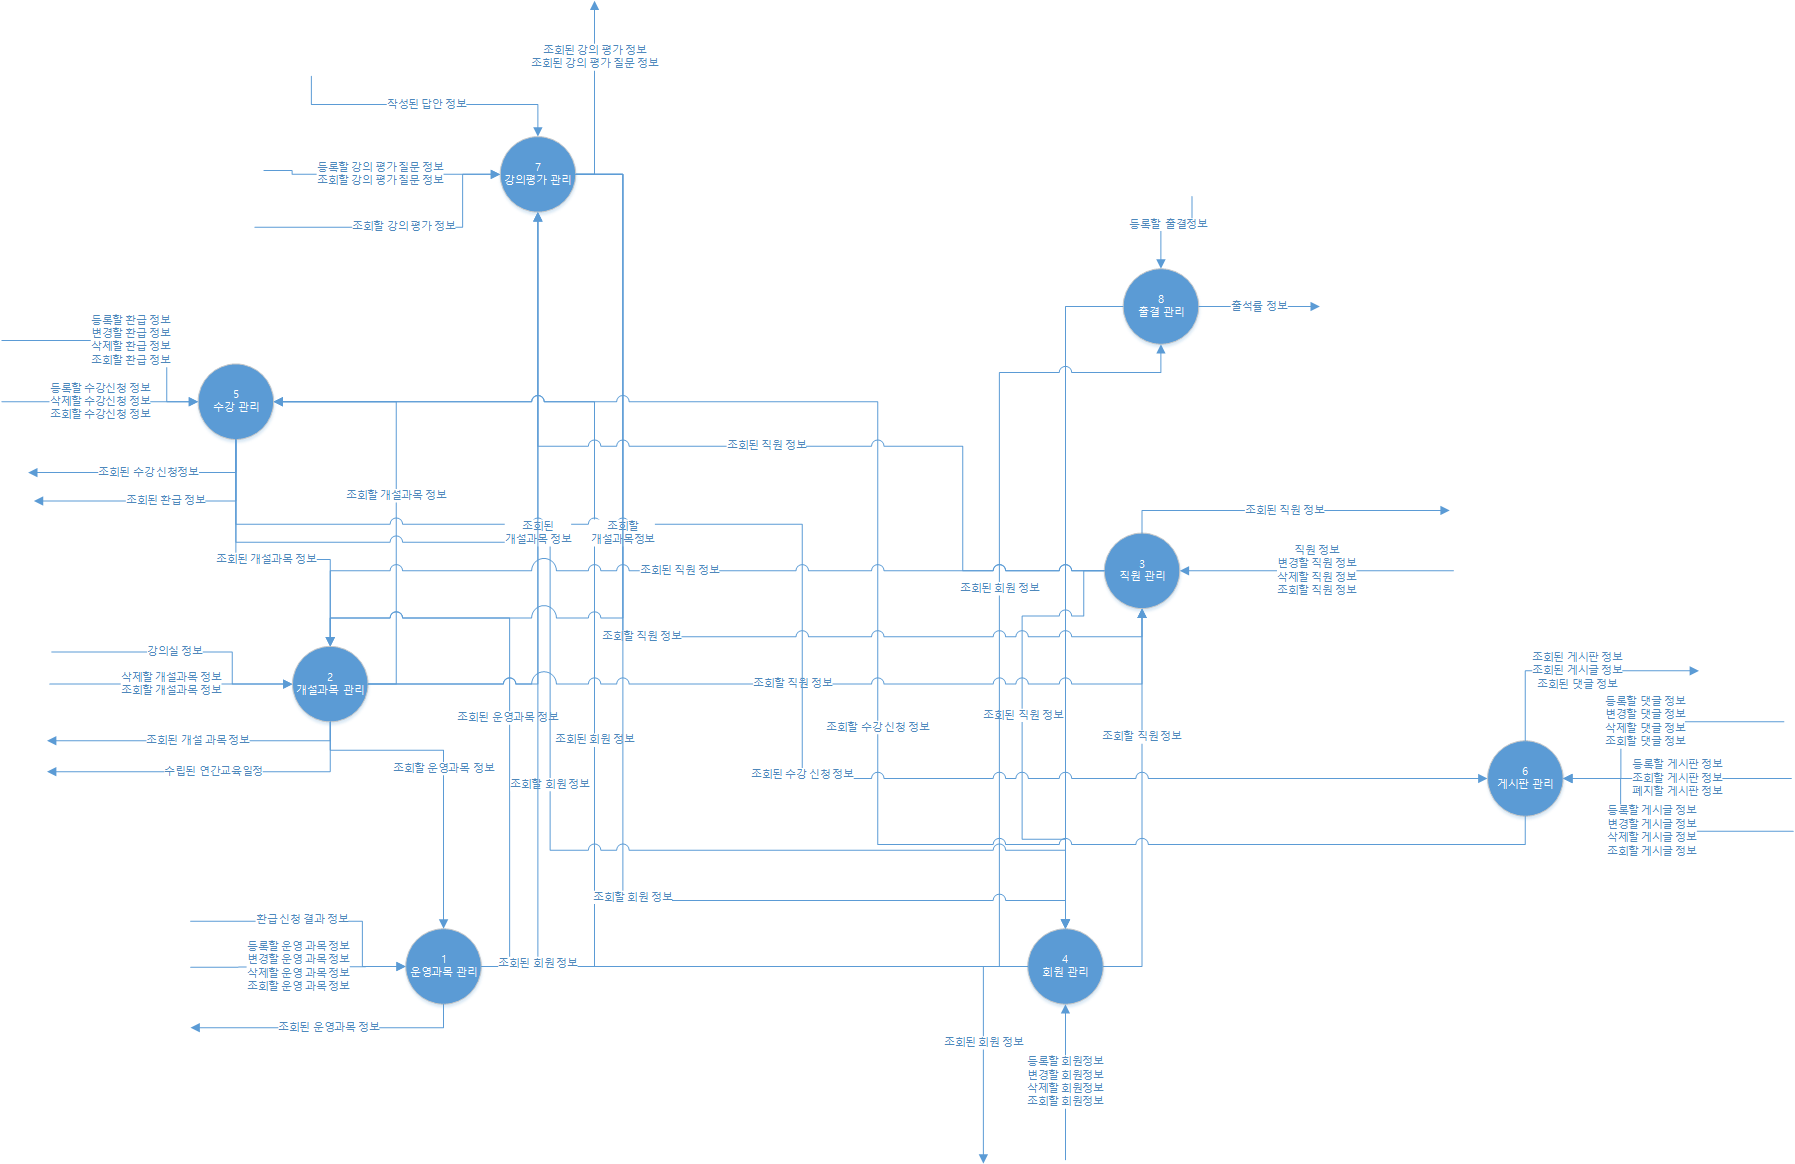 조회된 강의 평가 정보
조회된 강의 평가 질문 정보
작성된 답안 정보
7
강의평가 관리
등록할 강의 평가 질문 정보
조회할 강의 평가 질문 정보
조회할 강의 평가 정보
등록할 출결정보
8
출결 관리
출석률 정보
등록할 환급 정보
변경할 환급 정보
삭제할 환급 정보
조회할 환급 정보
등록할 수강신청 정보
삭제할 수강신청 정보
조회할 수강신청 정보
5
수강 관리
조회된 수강 신청정보
조회된 환급 정보
조회된 직원 정보
조회할 개설과목 정보
조회된
개설과목 정보
조회할
개설과목정보
조회된 직원 정보
조회된 개설과목 정보
조회된 직원 정보
조회된 회원 정보
3
직원 관리
직원 정보
변경할 직원 정보
삭제할 직원 정보
조회할 직원 정보
조회할 직원 정보
강의실 정보
삭제할 개설과목 정보
조회할 개설과목 정보
2
개설과목 관리
조회할 직원 정보
조회된 게시판 정보
조회된 게시글 정보
조회된 댓글 정보
등록할 댓글 정보
변경할 댓글 정보
삭제할 댓글 정보
조회할 댓글 정보
조회된 운영과목 정보
조회된 직원 정보
조회된 개설 과목 정보
조회된 회원 정보
조회할 수강 신청 정보
조회할 직원 정보
수립된 연간교육일정
조회할 운영과목 정보
조회할 회원 정보
조회된 수강 신청 정보
6
게시판 관리
등록할 게시판 정보
조회할 게시판 정보
폐지할 게시판 정보
등록할 게시글 정보
변경할 게시글 정보
삭제할 게시글 정보
조회할 게시글 정보
조회할 회원 정보
환급 신청 결과 정보
등록할 운영 과목 정보
변경할 운영 과목 정보
삭제할 운영 과목 정보
조회할 운영 과목 정보
1
운영과목 관리
조회된 회원 정보
4
회원 관리
조회된 운영과목 정보
조회된 회원 정보
등록할 회원정보
변경할 회원정보
삭제할 회원정보
조회할 회원정보